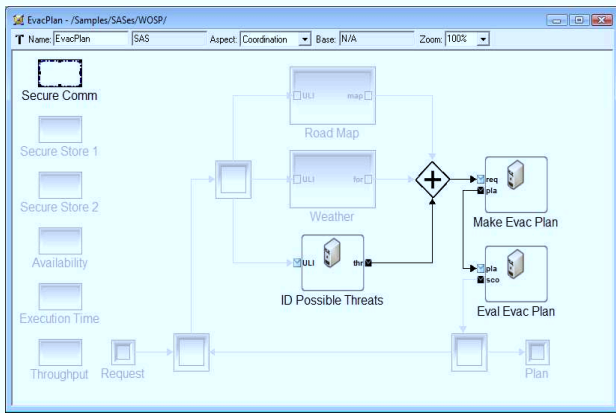 EvacPlan - /Samples/SASes/WOSP/
T Name: EvacPlan SAS Aspect: Coordination Base: N/A Zoom: 100%
Secure Comm
Secure Store 1
Secure Store 2
Availability
Execution Time
Throughput
Request
ULI map
Road Map
ULI for
Weather
ULI thr
ID Possible Threats
req
pla
Make Evac Plan
pla
sco
Eval Evac Plan
Plan